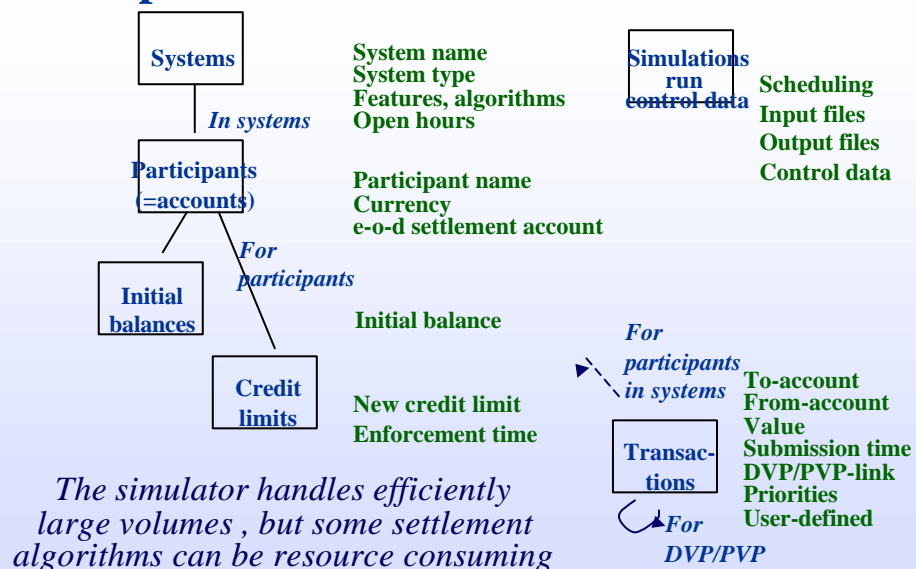 Systems
In systems
Participants
(=accounts)
For
participants
Initial
balances
Credit
limits
System name
System type
Features, algorithms
Open hours
Participant name
Currency
e-o-d settlement account
Initial balance
New credit limit
Enforcement time
Simulations
run
control data
Scheduling
Input files
Output files
Control data
For
participants
in systems
Transac-
tions
For
DVP/PVP
To-account
From-account
Value
Submission time
DVP/PVP-link
Priorities
User-defined
The simulator handles efficiently
large volumes , but some settlement
algorithms can be resource consuming